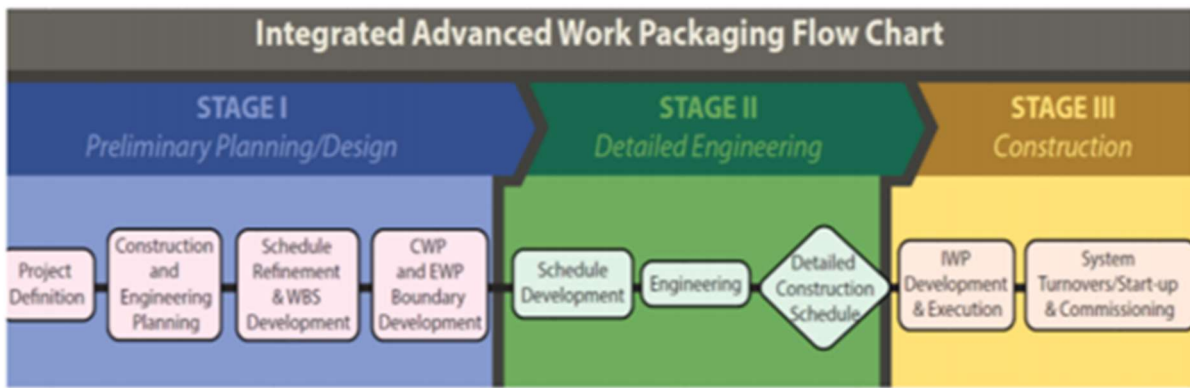 Integrated Advanced Work Packaging Flow Chart
STAGE I
Preliminary Planning/Design
STAGE II
Detailed Engineering
STAGE III
Construction
Project
Definition
Construction
and
Engineering
Planning
Schedule
Refinement
& WBS
Development
CWP
and EWP
Boundary
Development
Schedule
Development
Engineering
Detailed
Construction
Schedule
IWP
Development
& Execution
System
Turnovers/Start-up
& Commissioning